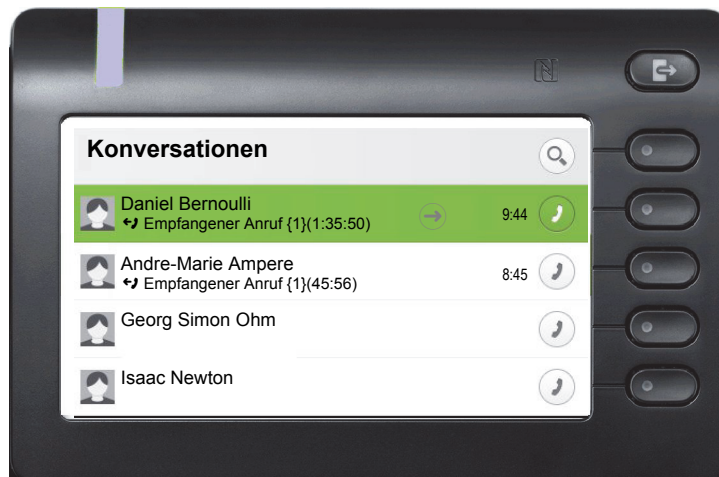 Konversationen
Daniel Bernoulli
Empfangener Anruf {1}(1:35:50)
9:44
Andre-Marie Ampere
Empfangener Anruf {1}(45:56)
8:45
Georg Simon Ohm
Isaac Newton